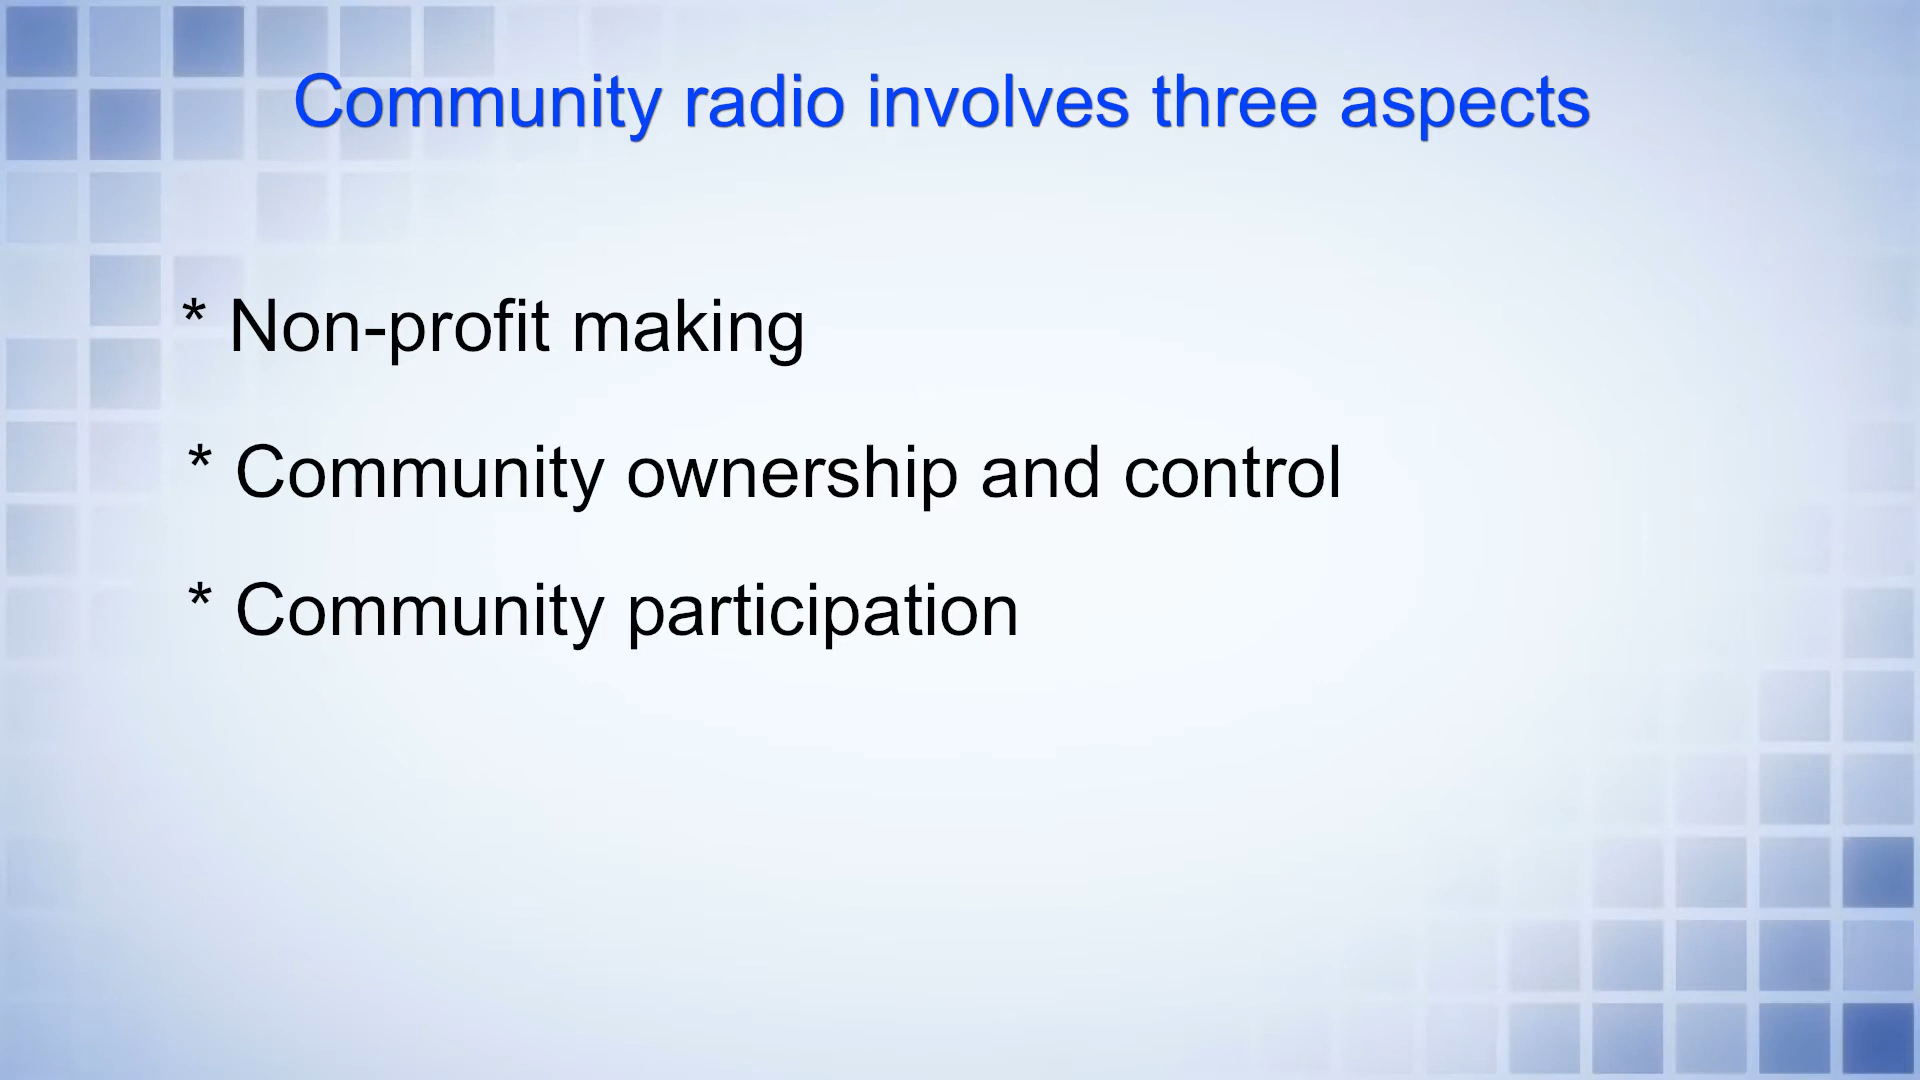 Community radio involves three aspects
* Non-profit making
* Community ownership and control
* Community participation